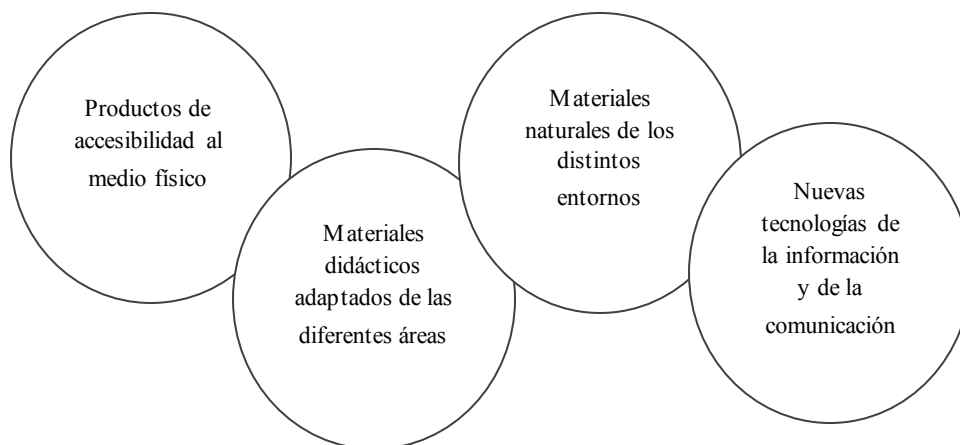 Productos de
accesibilidad al
medio físico
Materiales
didácticos
adaptados de las
diferentes áreas
Materiales
naturales de los
distintos
entornos
Nuevas
tecnologías de
la información
y de la
comunicación